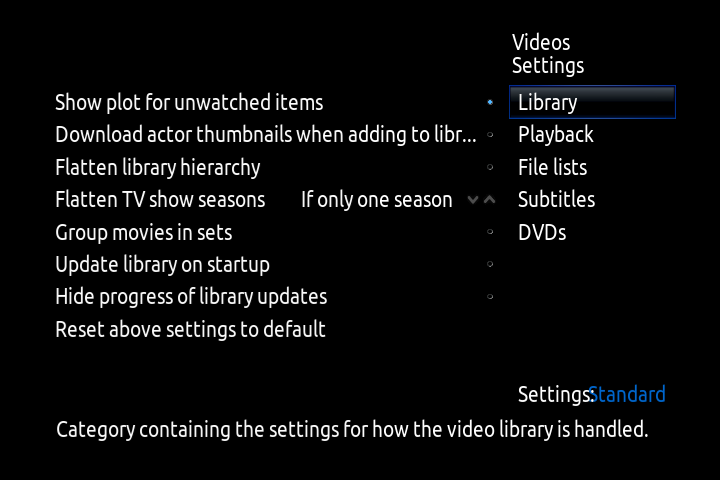 Videos
Settings
Show plot for unwatched items
Library
Download actor thumbnails when adding to libr...
Playback
Flatten library hierarchy
File lists
Flatten TV show seasons If only one season
Subtitles
Group movies in sets
DVDs
Update library on startup
Hide progress of library updates
Reset above settings to default
Settings:Standard
Category containing the settings for how the video library is handled.